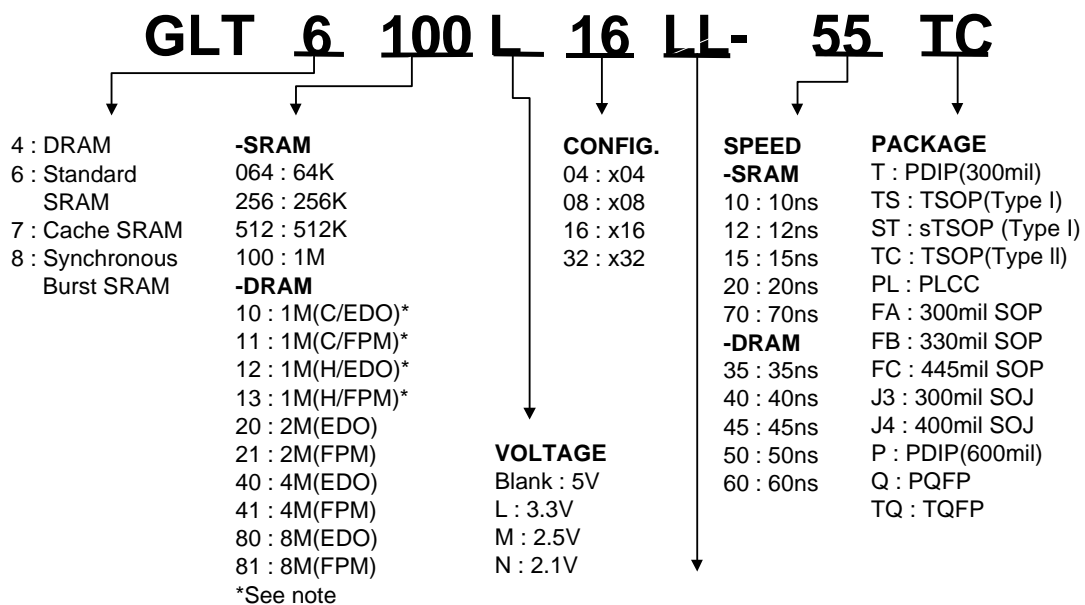 GLT 6 100 L 16 LL- 55 TC
4 : DRAM
6 : Standard
SRAM
7 : Cache SRAM
8 : Synchronous
Burst SRAM
-SRAM
064 : 64K
256 : 256K
512 : 512K
100 : 1M
-DRAM
10 : 1M(C/EDO)*
11 : 1M(C/FPM)*
12 : 1M(H/EDO)*
13 : 1M(H/FPM)*
20 : 2M(EDO)
21 : 2M(FPM)
40 : 4M(EDO)
41 : 4M(FPM)
80 : 8M(EDO)
81 : 8M(FPM)
*See note
VOLTAGE
Blank : 5V
L : 3.3V
M : 2.5V
N : 2.1V
CONFIG.
04 : x04
08 : x08
16 : x16
32 : x32
SPEED
-SRAM
10 : 10ns
12 : 12ns
15 : 15ns
20 : 20ns
70 : 70ns
-DRAM
35 : 35ns
40 : 40ns
45 : 45ns
50 : 50ns
60 : 60ns
PACKAGE
T : PDIP(300mil)
TS : TSOP(Type I)
ST : sTSOP (Type I)
TC : TSOP(Type ll)
PL : PLCC
FA : 300mil SOP
FB : 330mil SOP
FC : 445mil SOP
J3 : 300mil SOJ
J4 : 400mil SOJ
P : PDIP(600mil)
Q : PQFP
TQ : TQFP